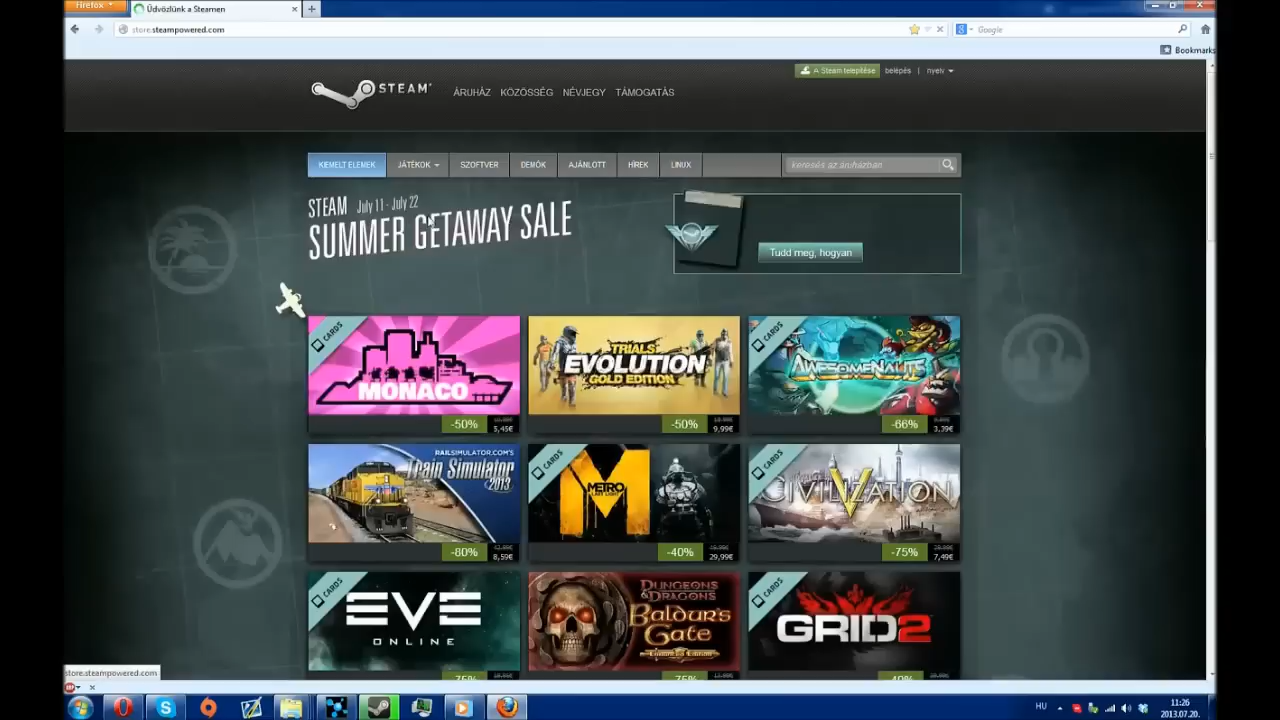 Firefox
Üdvözlünk a Steamen
store.steampowered.com
Google
Bookmarks
A Steam telepítése
belépés | nyelv
STEAM
ÁRUHÁZ KÖZÖSSÉG NÉVJEGY TÁMOGATÁS
KIEMELT ELEMEK JÁTÉKOK SZOFTVER DEMÓK AJÁNLOTT HÍREK LINUX keresés az áruházban
STEAM July 11 - July 22
SUMMER GETAWAY SALE
Tudd meg, hogyan
CARDS
MONACO
-50% 5,45€
TRIALS
EVOLUTION
GOLD EDITION
-50% 9,99€
CARDS
AWESOMENAUTS
-66% 3,39€
RAILSIMULATOR.COM'S
Train Simulator
2013
-80% 8,59€
CARDS
METRO
LAST LIGHT
-40% 29,99€
CARDS
CIVILIZATION
V
-75% 7,49€
CARDS
EVE
ONLINE
DUNGEONS
& DRAGONS
BALDUR'S
GATE
Enhanced Edition
CARDS
GRID 2
store.steampowered.com
HU
11:26
2013.07.20.